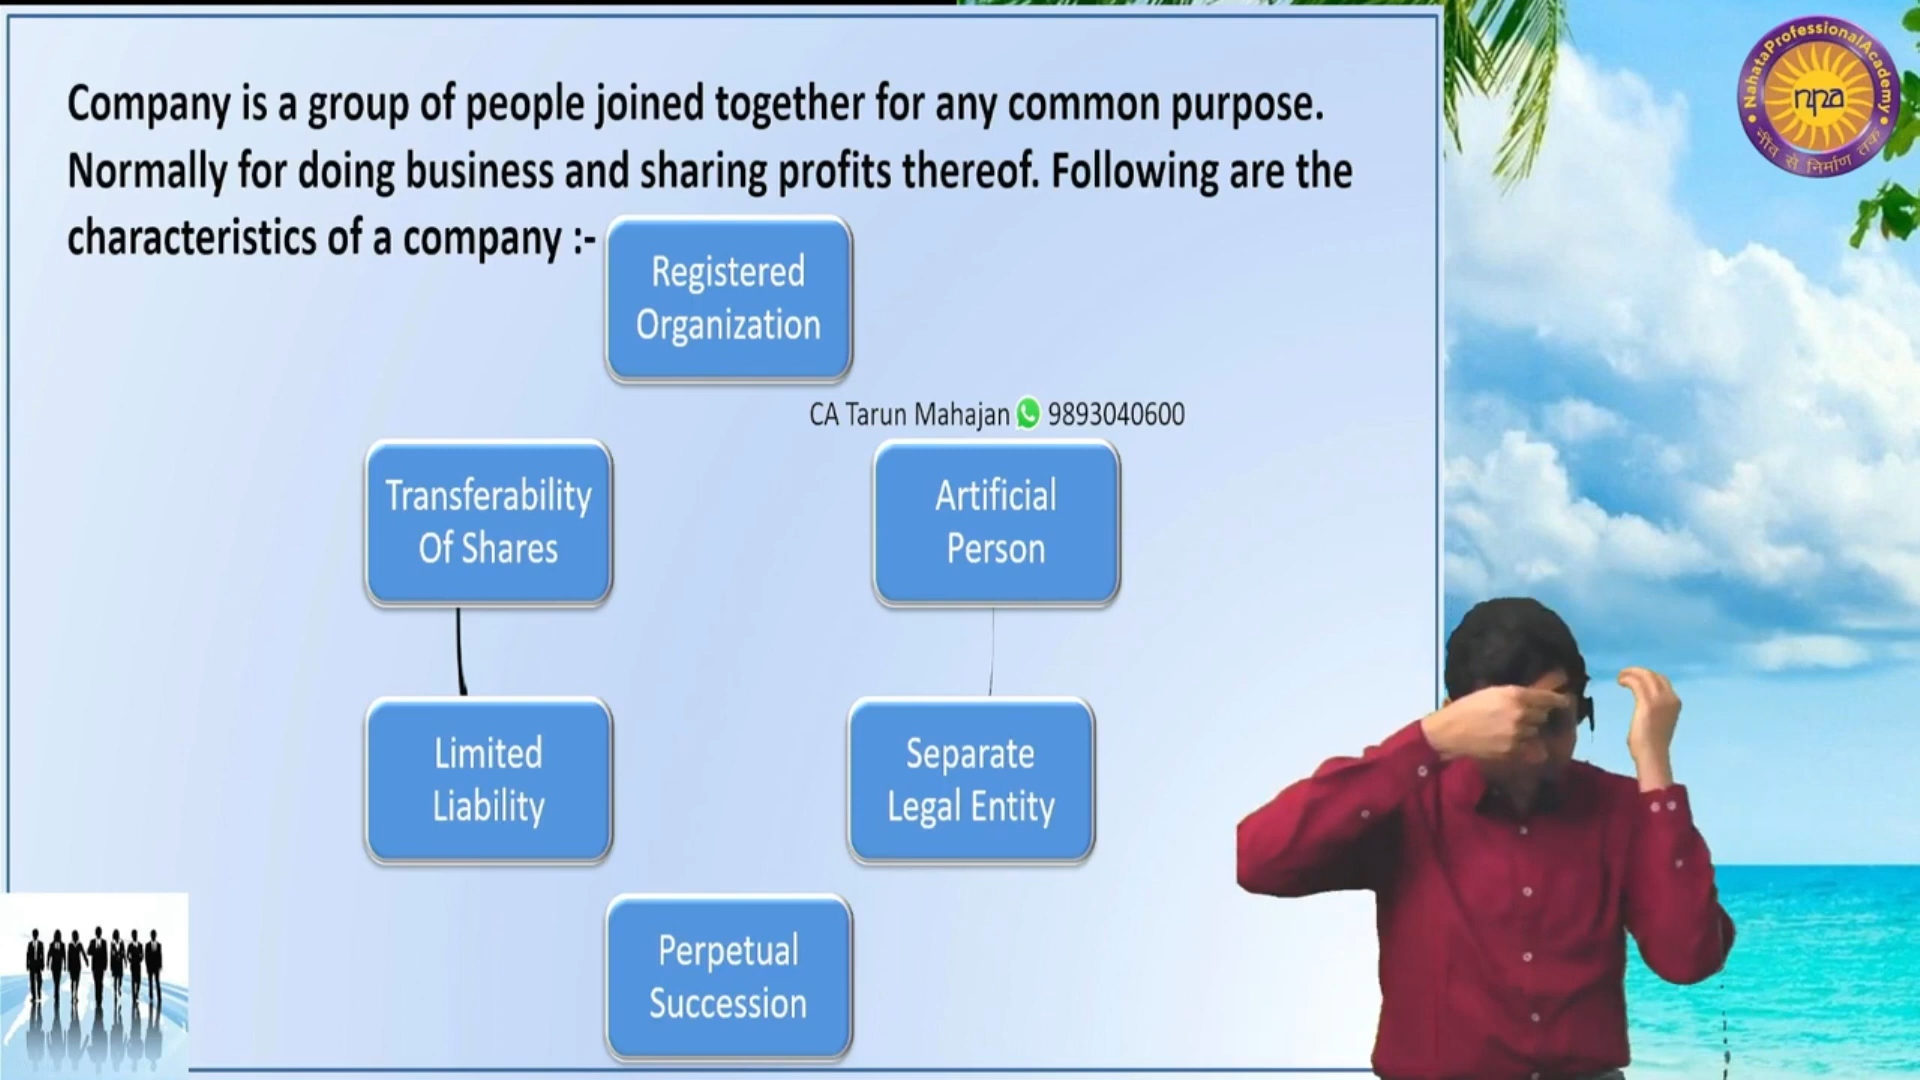 Company is a group of people joined together for any common purpose.
Normally for doing business and sharing profits thereof. Following are the
characteristics of a company :-
Registered
Organization
CA Tarun Mahajan 9893040600
Transferability
Of Shares
Artificial
Person
Limited
Liability
Separate
Legal Entity
Perpetual
Succession
NahataProfessionalAcademy
npa
नींव से निर्माण तक